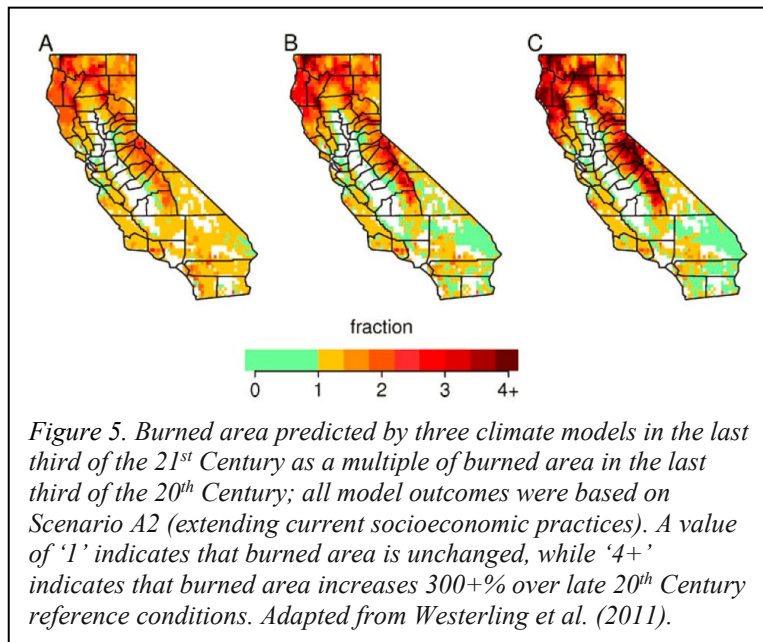 A B C
fraction
0 1 2 3 4+
Figure 5. Burned area predicted by three climate models in the last
third of the 21st Century as a multiple of burned area in the last
third of the 20th Century; all model outcomes were based on
Scenario A2 (extending current socioeconomic practices). A value
of ‘1’ indicates that burned area is unchanged, while ‘4+’
indicates that burned area increases 300+% over late 20th Century
reference conditions. Adapted from Westerling et al. (2011).